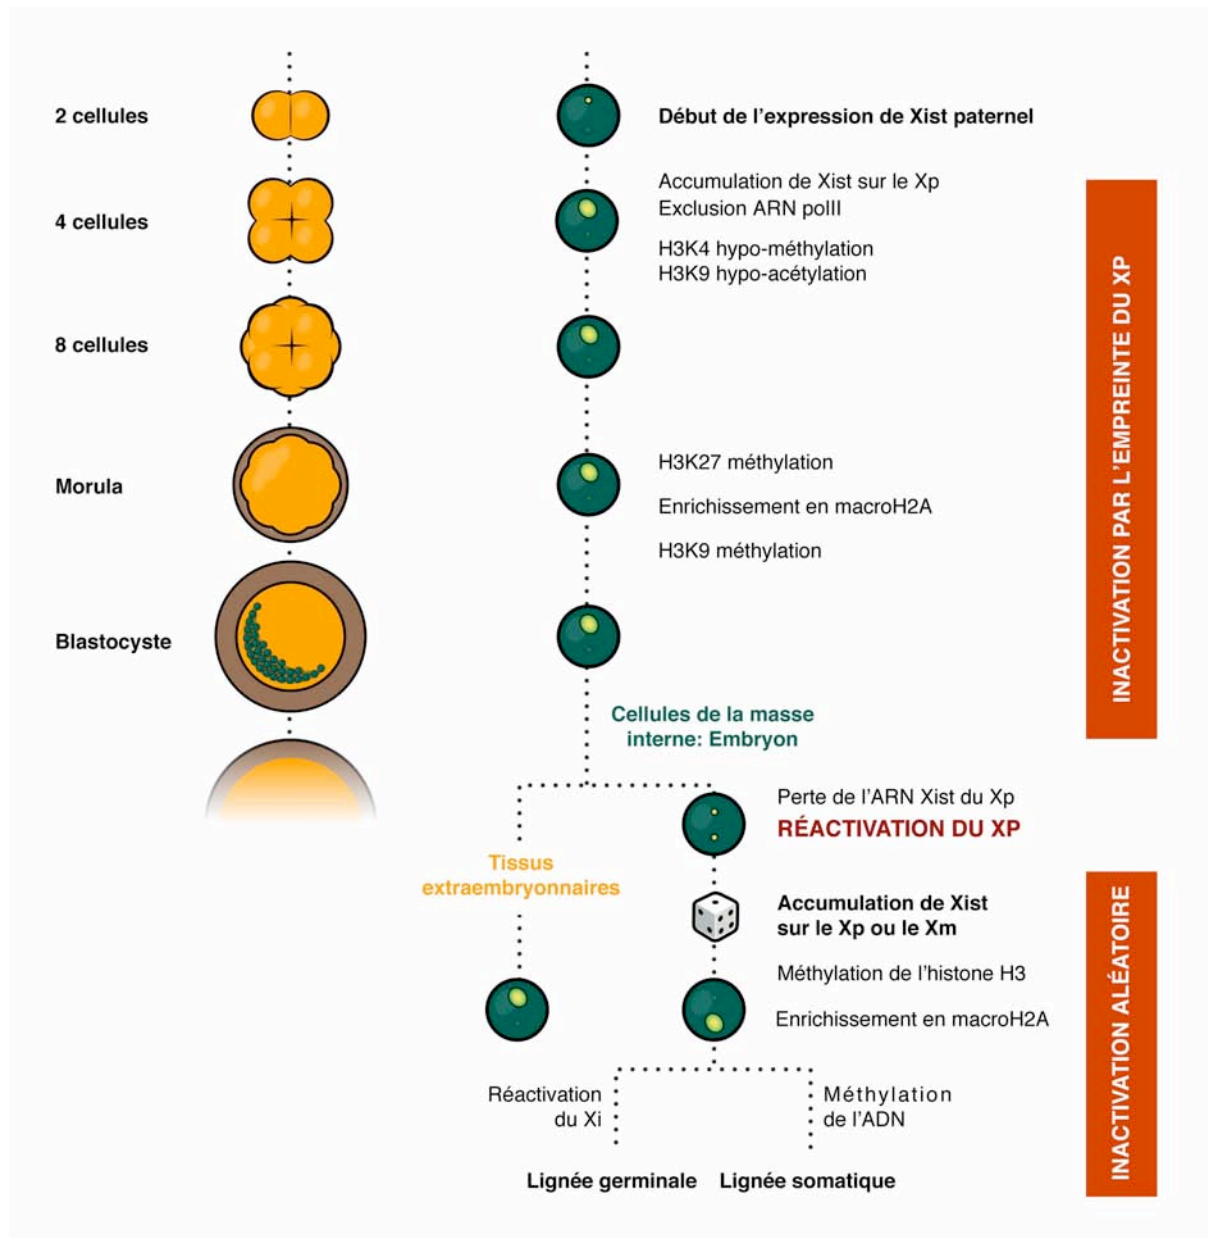 2 cellules
Début de l'expression de Xist paternel
4 cellules
Accumulation de Xist sur le Xp
Exclusion ARN polII
H3K4 hypo-méthylation
H3K9 hypo-acétylation
8 cellules
Morula
H3K27 méthylation
Enrichissement en macroH2A
H3K9 méthylation
Blastocyste
INACTIVATION PAR L'EMPREINTE DU XP
Cellules de la masse
interne: Embryon
Perte de l'ARN Xist du Xp
RÉACTIVATION DU XP
Tissus
extraembryonnaires
Accumulation de Xist
sur le Xp ou le Xm
Méthylation de l'histone H3
Enrichissement en macroH2A
INACTIVATION ALÉATOIRE
Réactivation
du Xi
Méthylation
de l'ADN
Lignée germinale
Lignée somatique